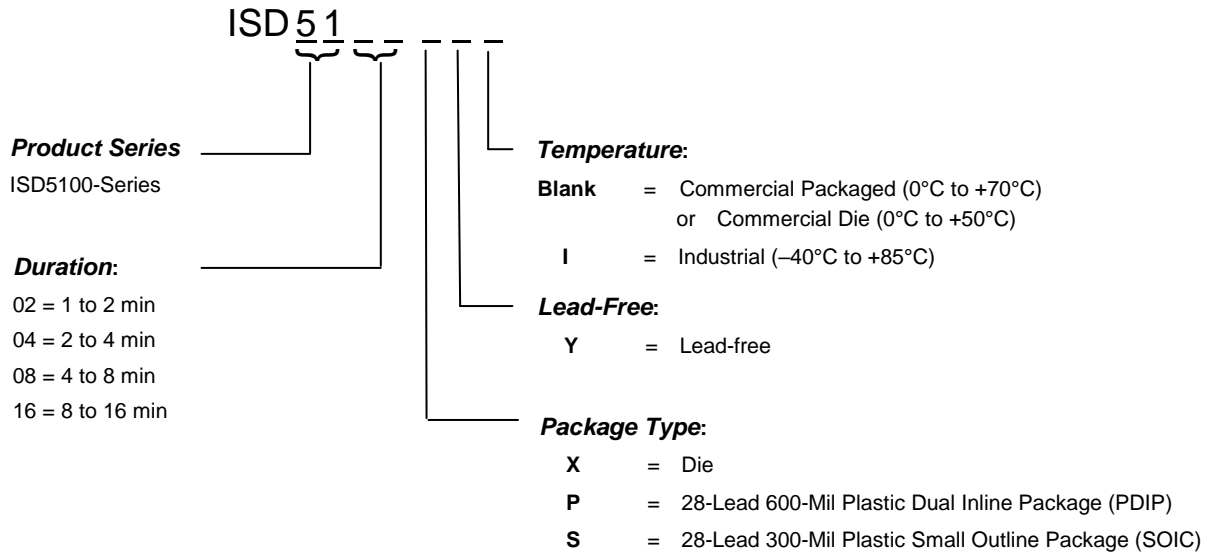 ISD 5 1
Product Series
ISD5100-Series
Duration:
02 = 1 to 2 min
04 = 2 to 4 min
08 = 4 to 8 min
16 = 8 to 16 min
Temperature:
Blank = Commercial Packaged (0°C to +70°C)
or Commercial Die (0°C to +50°C)
I = Industrial (–40°C to +85°C)
Lead-Free:
Y = Lead-free
Package Type:
X = Die
P = 28-Lead 600-Mil Plastic Dual Inline Package (PDIP)
S = 28-Lead 300-Mil Plastic Small Outline Package (SOIC)